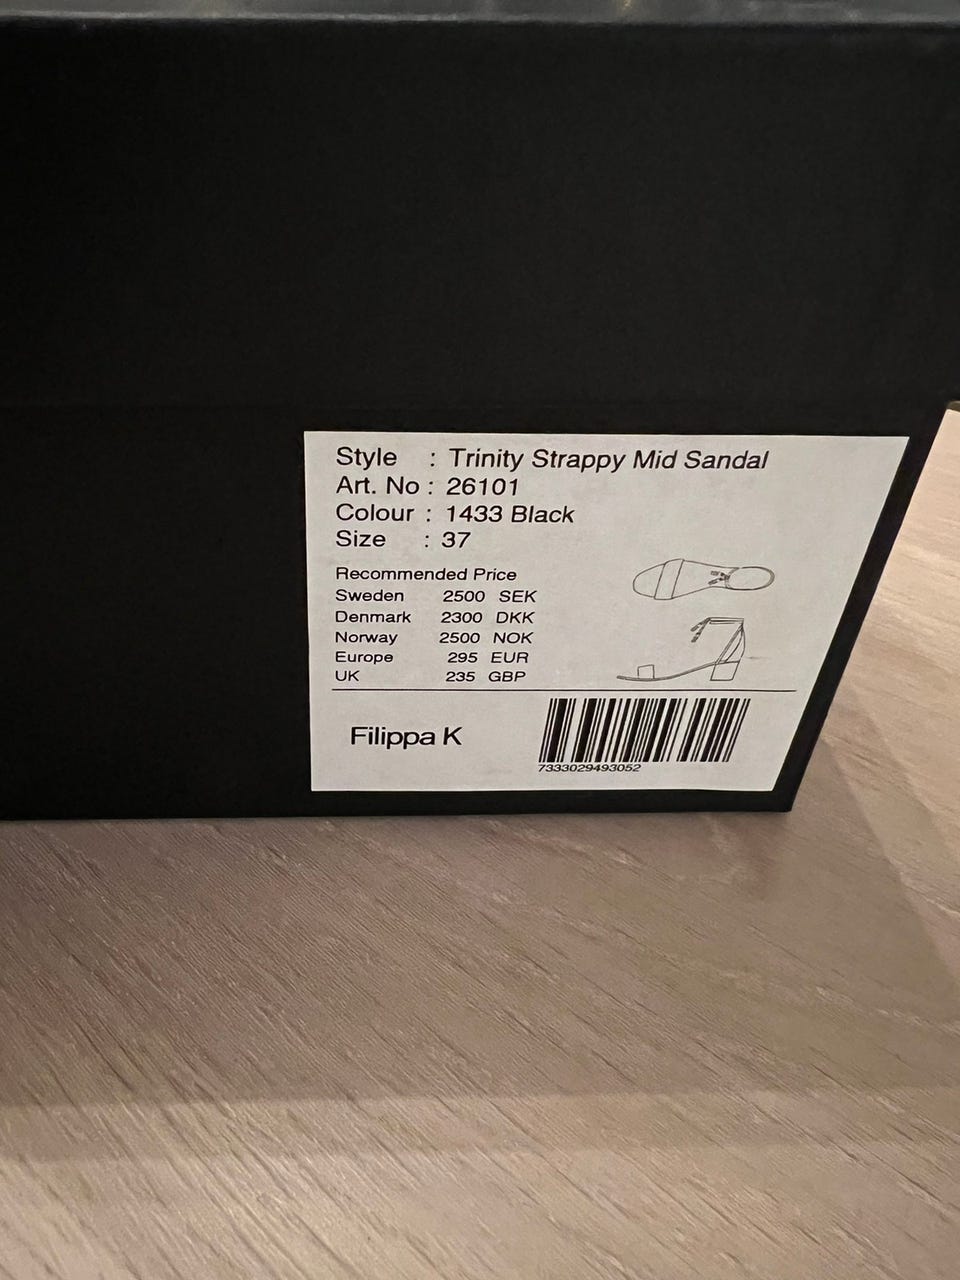 Style : Trinity Strappy Mid Sandal
Art. No : 26101
Colour : 1433 Black
Size : 37
Recommended Price
Sweden 2500 SEK
Denmark 2300 DKK
Norway 2500 NOK
Europe 295 EUR
UK 235 GBP
Filippa K
7333029493052